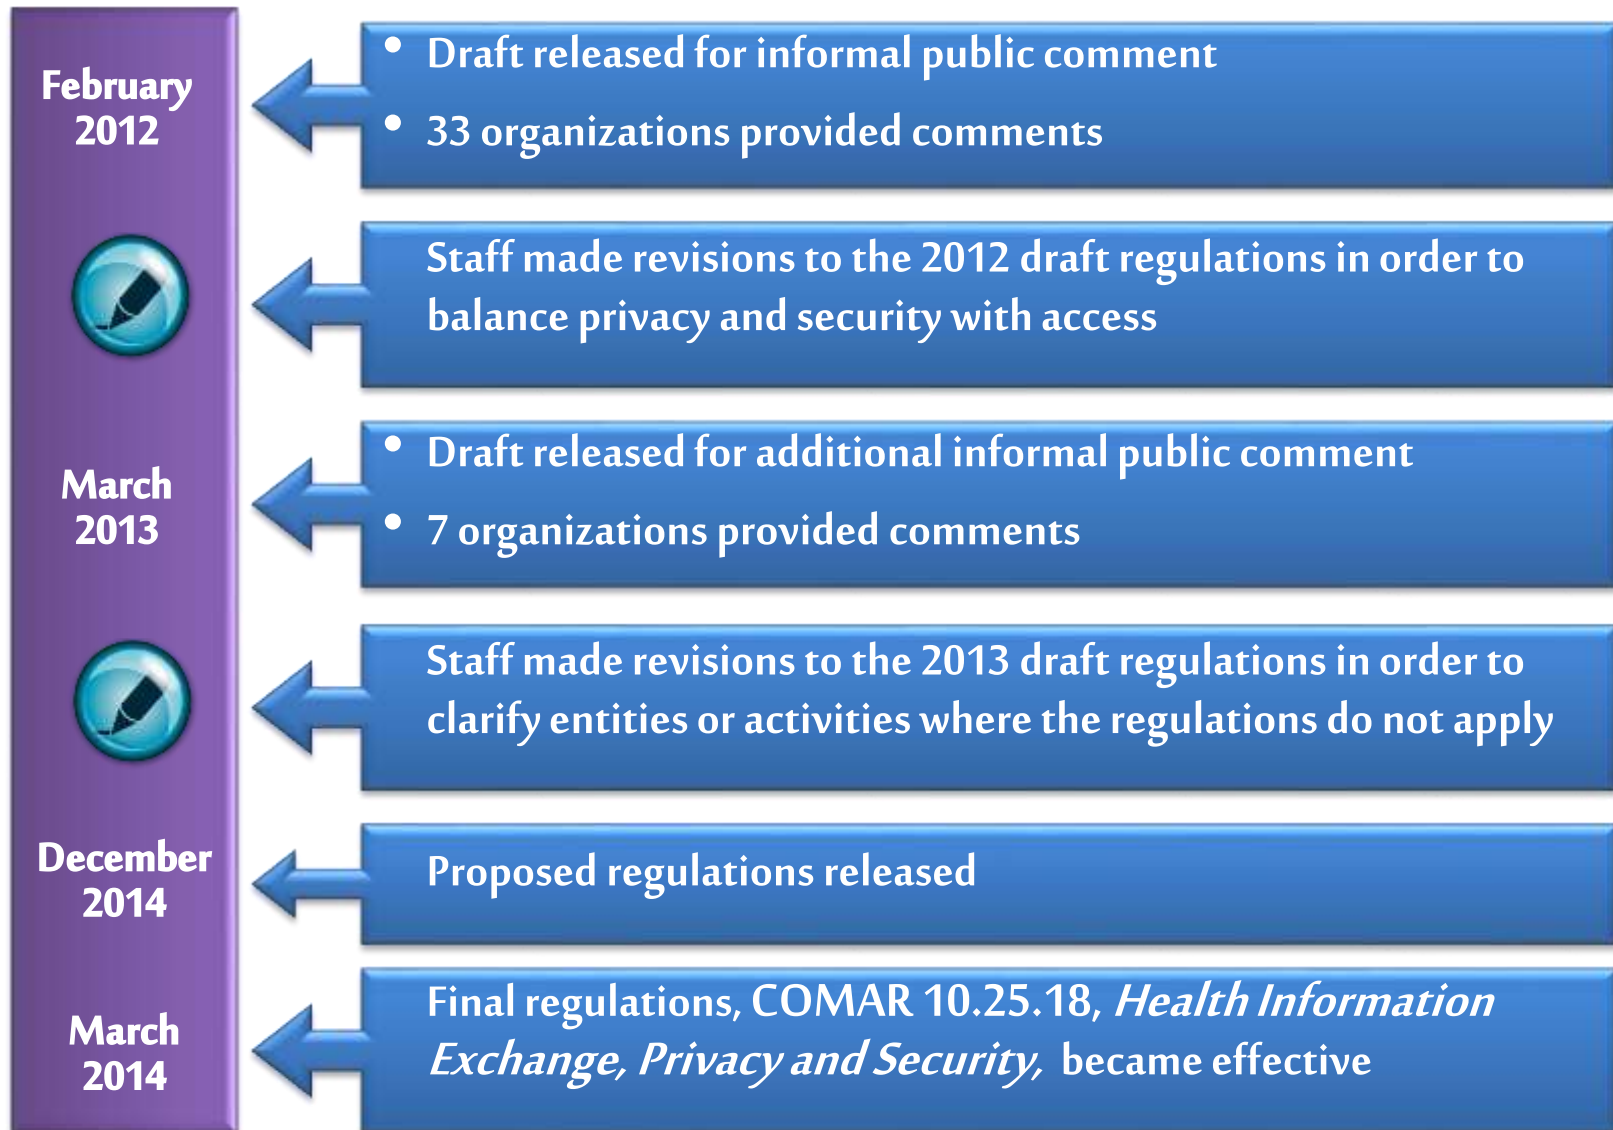 February
2012
• Draft released for informal public comment
• 33 organizations provided comments
Staff made revisions to the 2012 draft regulations in order to
balance privacy and security with access
March
2013
• Draft released for additional informal public comment
• 7 organizations provided comments
Staff made revisions to the 2013 draft regulations in order to
clarify entities or activities where the regulations do not apply
December
2014
Proposed regulations released
March
2014
Final regulations, COMAR 10.25.18, Health Information
Exchange, Privacy and Security, became effective